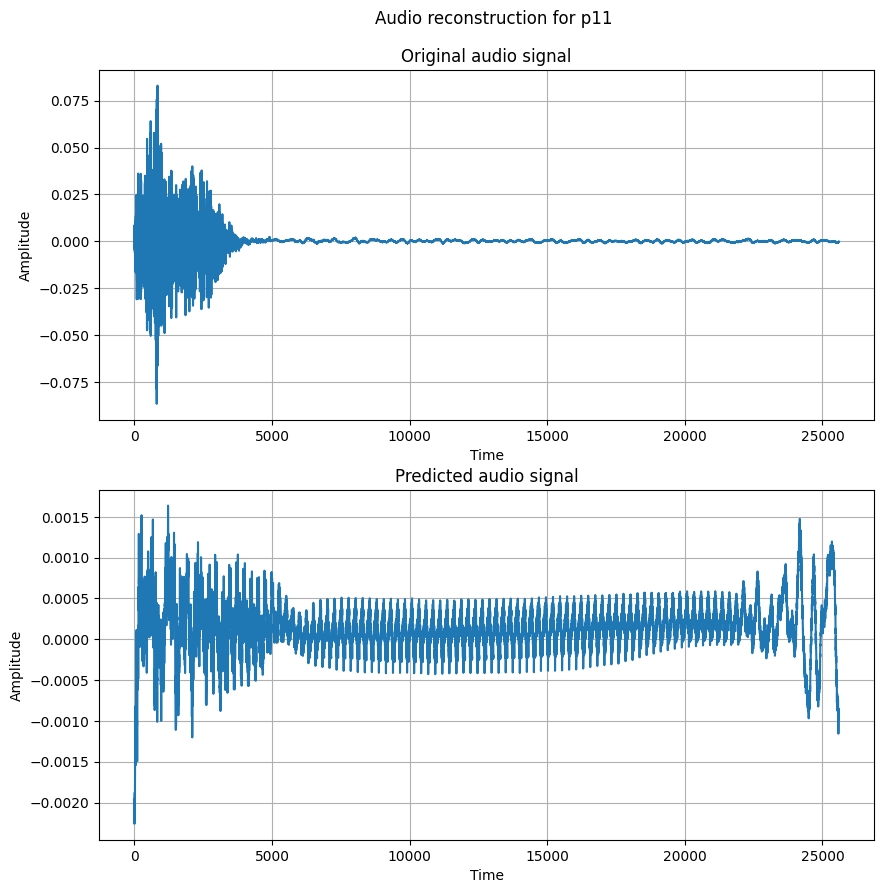 Audio reconstruction for p11
Original audio signal
0.075
0.050
0.025
0.000
−0.025
−0.050
−0.075
Amplitude
0 5000 10000 15000 20000 25000
Time
Predicted audio signal
0.0015
0.0010
0.0005
0.0000
−0.0005
−0.0010
−0.0015
−0.0020
Amplitude
0 5000 10000 15000 20000 25000
Time